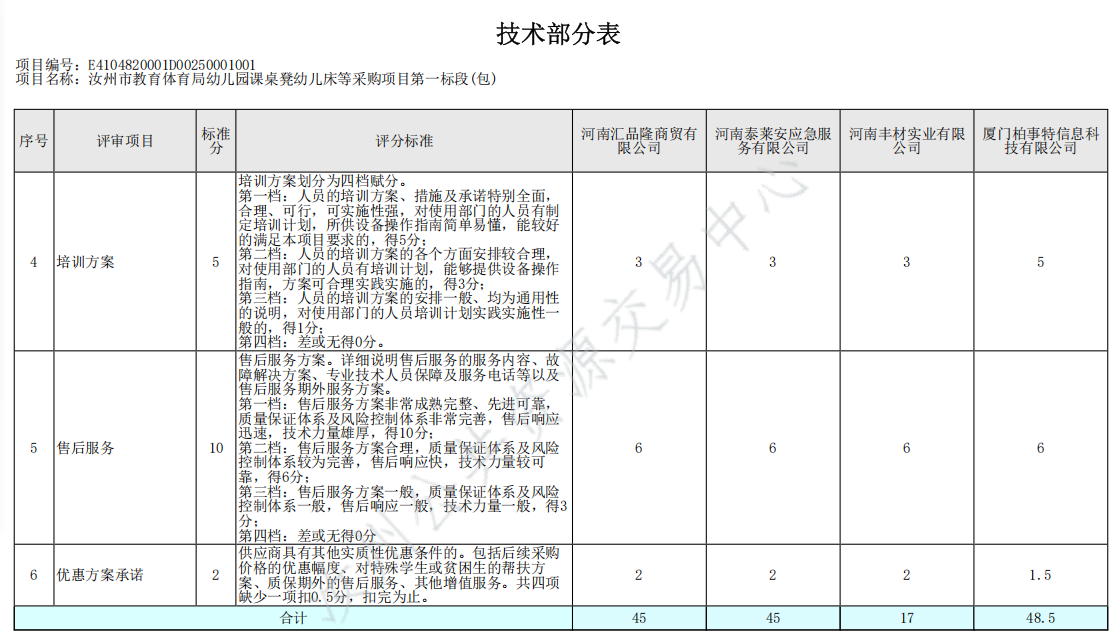 技术部分表
项目编号：E4104820001D00250001001
项目名称：汝州市教育体育局幼儿园课桌凳幼儿床等采购项目第一标段(包)
序号
评审项目
标准
分
评分标准
河南汇品隆商贸有
限公司
河南泰莱安应急服
务有限公司
河南丰材实业有限
公司
厦门柏事特信息科
技有限公司
4
培训方案
5
培训方案划分为四档赋分。
第一档：人员的培训方案、措施及承诺特别全面，
合理、可行，可实施性强，对使用部门的人员有制
定培训计划，所供设备操作指南简单易懂，能较好
的满足本项目要求的，得5分；
第二档：人员的培训方案的各个方面安排较合理，
对使用部门的人员有培训计划，能够提供设备操作
指南，方案可合理实践实施的，得3分；
第三档：人员的培训方案的安排一般、均为通用性
的说明，对使用部门的人员培训计划实践实施性一
般的，得1分；
第四档：差或无得0分。
3
3
3
5
5
售后服务
10
售后服务方案。详细说明售后服务的服务内容、故
障解决方案、专业技术人员保障及服务电话等以及
售后服务期外服务方案。
第一档：售后服务方案非常成熟完整、先进可靠，
质量保证体系及风险控制体系非常完善，售后响应
迅速，技术力量雄厚，得10分；
第二档：售后服务方案合理，质量保证体系及风险
控制体系较为完善，售后响应快，技术力量较可
靠，得6分；
第三档：售后服务方案一般，质量保证体系及风险
控制体系一般，售后响应一般，技术力量一般，得3
分；
第四档：差或无得0分
6
6
6
6
6
优惠方案承诺
2
供应商具有其他实质性优惠条件的。包括后续采购
价格的优惠幅度、对特殊学生或贫困生的帮扶方
案、质保期外的售后服务、其他增值服务。共四项
缺少一项扣0.5分，扣完为止。
2
2
2
1.5
合计
45
45
17
48.5
汝州公共资源交易中心